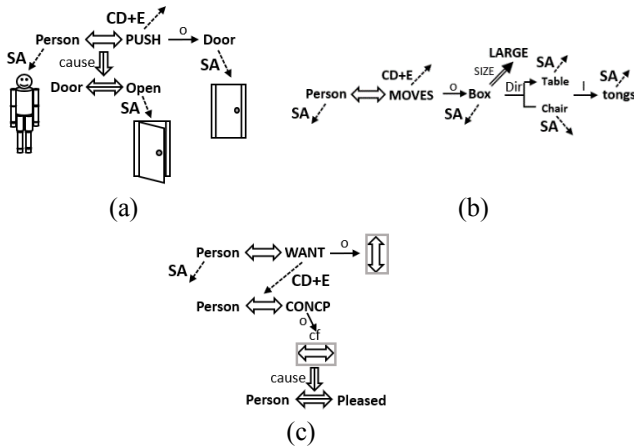 CD+E
SA Person PUSH o Door
cause SA
Door Open
SA
(a)
LARGE
CD+E SIZE SA
Person MOVES o Box Dir Table I SA tongs
SA SA Chair
SA
(b)
Person WANT o
SA
CD+E
Person CONCP
o
cf
cause
Person Pleased
(c)